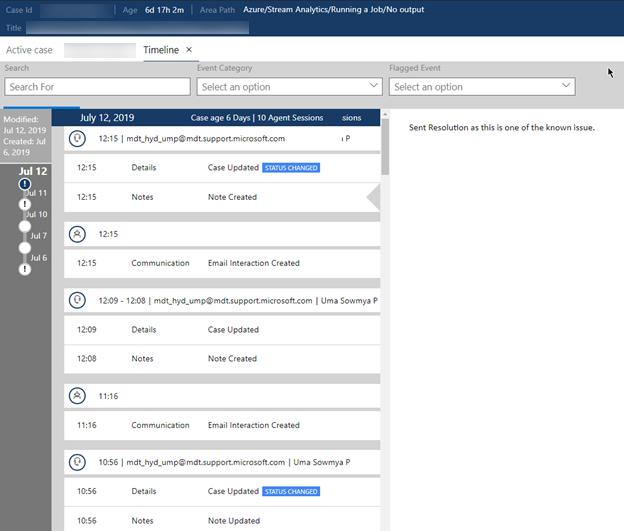 Case Id Age 6d 17h 2m Area Path Azure/Stream Analytics/Running a Job/No output
Title
Active case Timeline ×
Search Event Category Flagged Event
Search For Select an option Select an option
Modified:
Jul 12, 2019
Created: Jul
6, 2019
Jul 12
Jul 11
Jul 10
Jul 7
Jul 6
July 12, 2019 Case age 6 Days | 10 Agent Sessions sions
12:15 | mdt_hyd_ump@mdt.support.microsoft.com P
12:15 Details Case Updated STATUS CHANGED
12:15 Notes Note Created
12:15
12:15 Communication Email Interaction Created
12:09 - 12:08 | mdt_hyd_ump@mdt.support.microsoft.com | Uma Sowmya P
12:09 Details Case Updated
12:08 Notes Note Created
11:16
11:16 Communication Email Interaction Created
10:56 | mdt_hyd_ump@mdt.support.microsoft.com | Uma Sowmya P
10:56 Details Case Updated STATUS CHANGED
10:56 Notes Note Updated
Sent Resolution as this is one of the known issue.